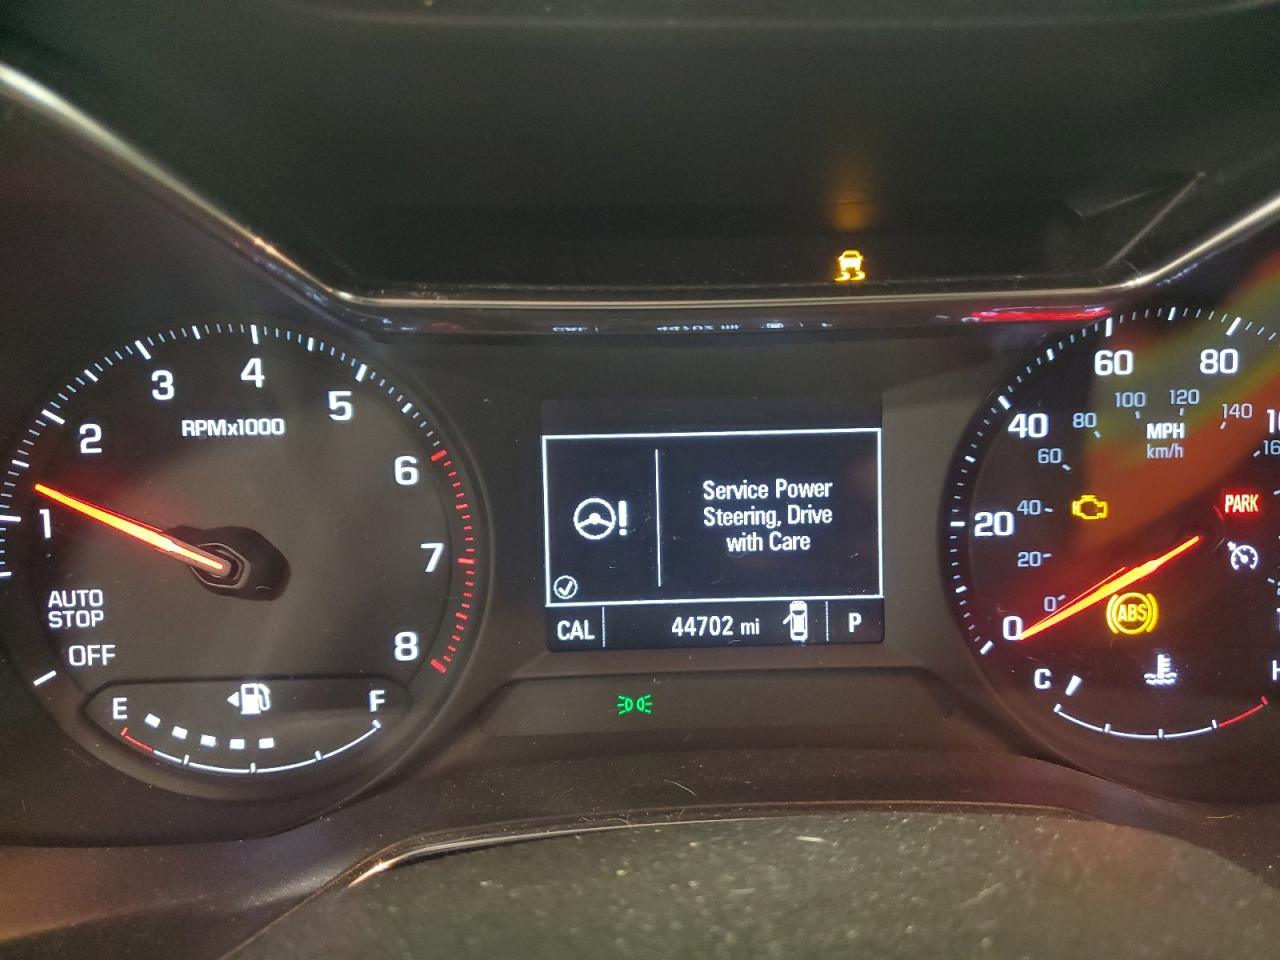 1
2
3
4
5
6
7
8
RPMx1000
AUTO
STOP
OFF
E
F
Service Power
Steering, Drive
with Care
CAL
44702 mi
P
0
20
40
60
80
0
20
40
60
80
100
120
140
MPH
km/h
PARK
ABS
C
H